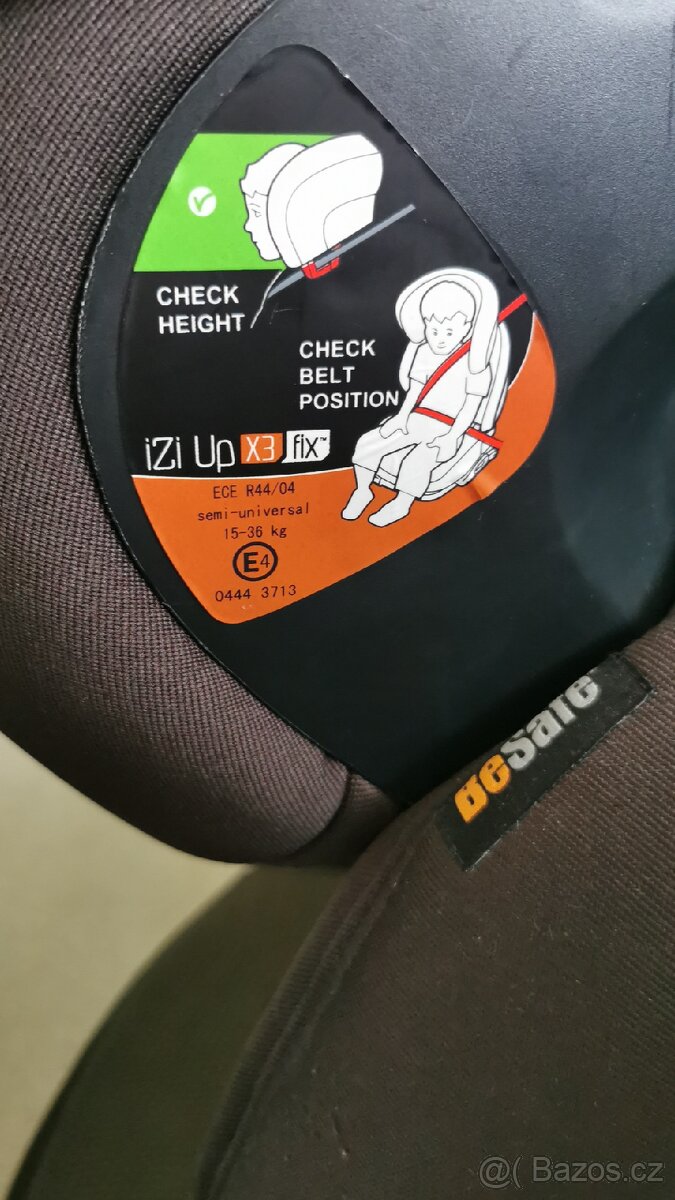 CHECK
HEIGHT
CHECK
BELT
POSITION
iZi Up X3 fix™
ECE R44/04
semi-universal
15-36 kg
E4
0444 3713
BeSafe
@( Bazos.cz